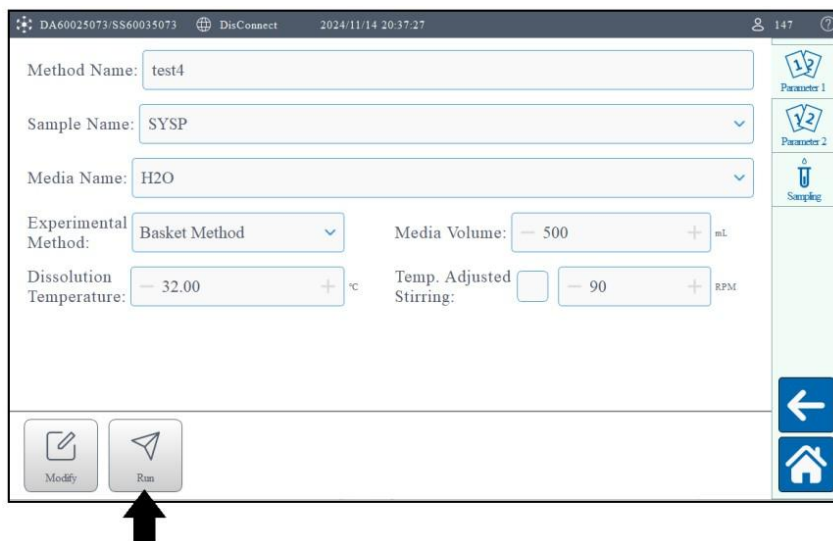 DA60025073/SS60035073 DisConnect 2024/11/14 20:37:27 147
Method Name: test4
Sample Name: SYSP
Media Name: H2O
Experimental Method: Basket Method
Media Volume: 500 mL
Dissolution Temperature: 32.00 °C
Temp. Adjusted Stirring: 90 RPM
Parameter 1
Parameter 2
Sampling
Modify
Run